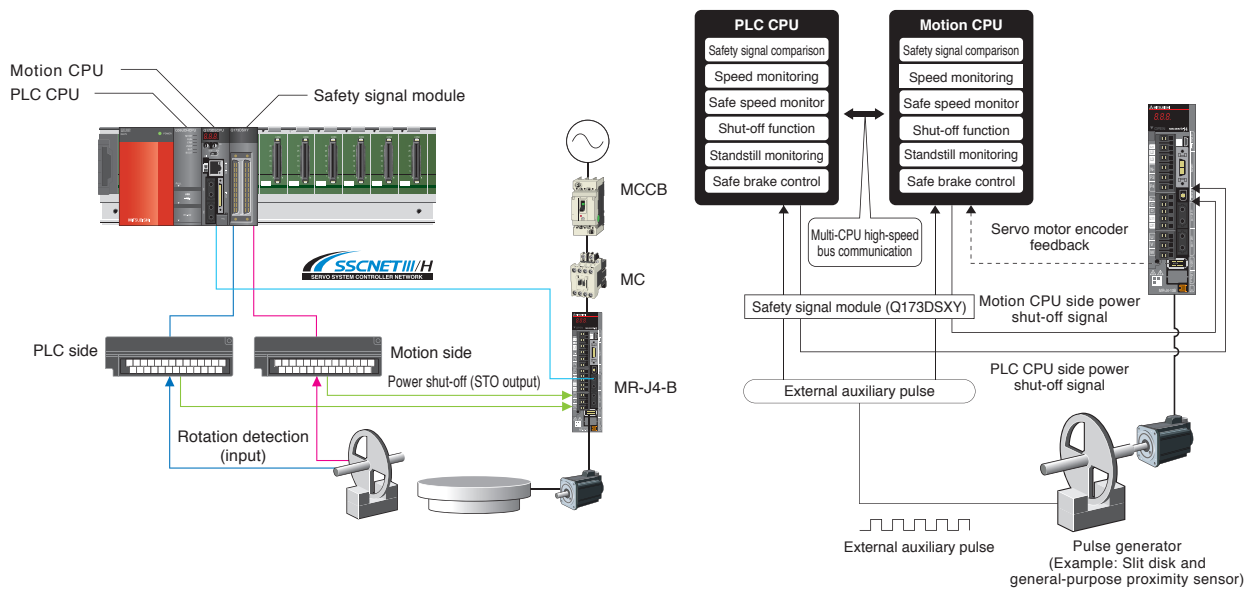 Motion CPU
PLC CPU
Safety signal module
MITSUBISHI
SSCNETIII/H
SERVO SYSTEM CONTROLLER NETWORK
MCCB
MC
MR-J4-B
PLC side
Motion side
Power shut-off (STO output)
Rotation detection
(input)
PLC CPU
Safety signal comparison
Speed monitoring
Safe speed monitor
Shut-off function
Standstill monitoring
Safe brake control
Motion CPU
Safety signal comparison
Speed monitoring
Safe speed monitor
Shut-off function
Standstill monitoring
Safe brake control
Multi-CPU high-speed
bus communication
Servo motor encoder
feedback
Safety signal module (Q173DSXY)
Motion CPU side power
shut-off signal
PLC CPU side power
shut-off signal
External auxiliary pulse
External auxiliary pulse
Pulse generator
(Example: Slit disk and
general-purpose proximity sensor)